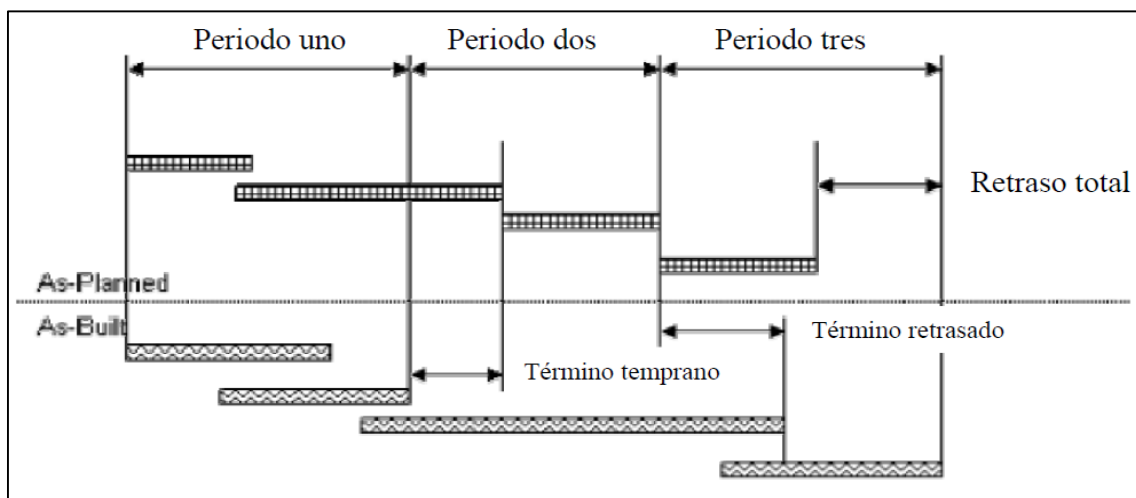 Periodo uno
Periodo dos
Periodo tres
Retraso total
As-Planned
As-Built
Término retrasado
Término temprano